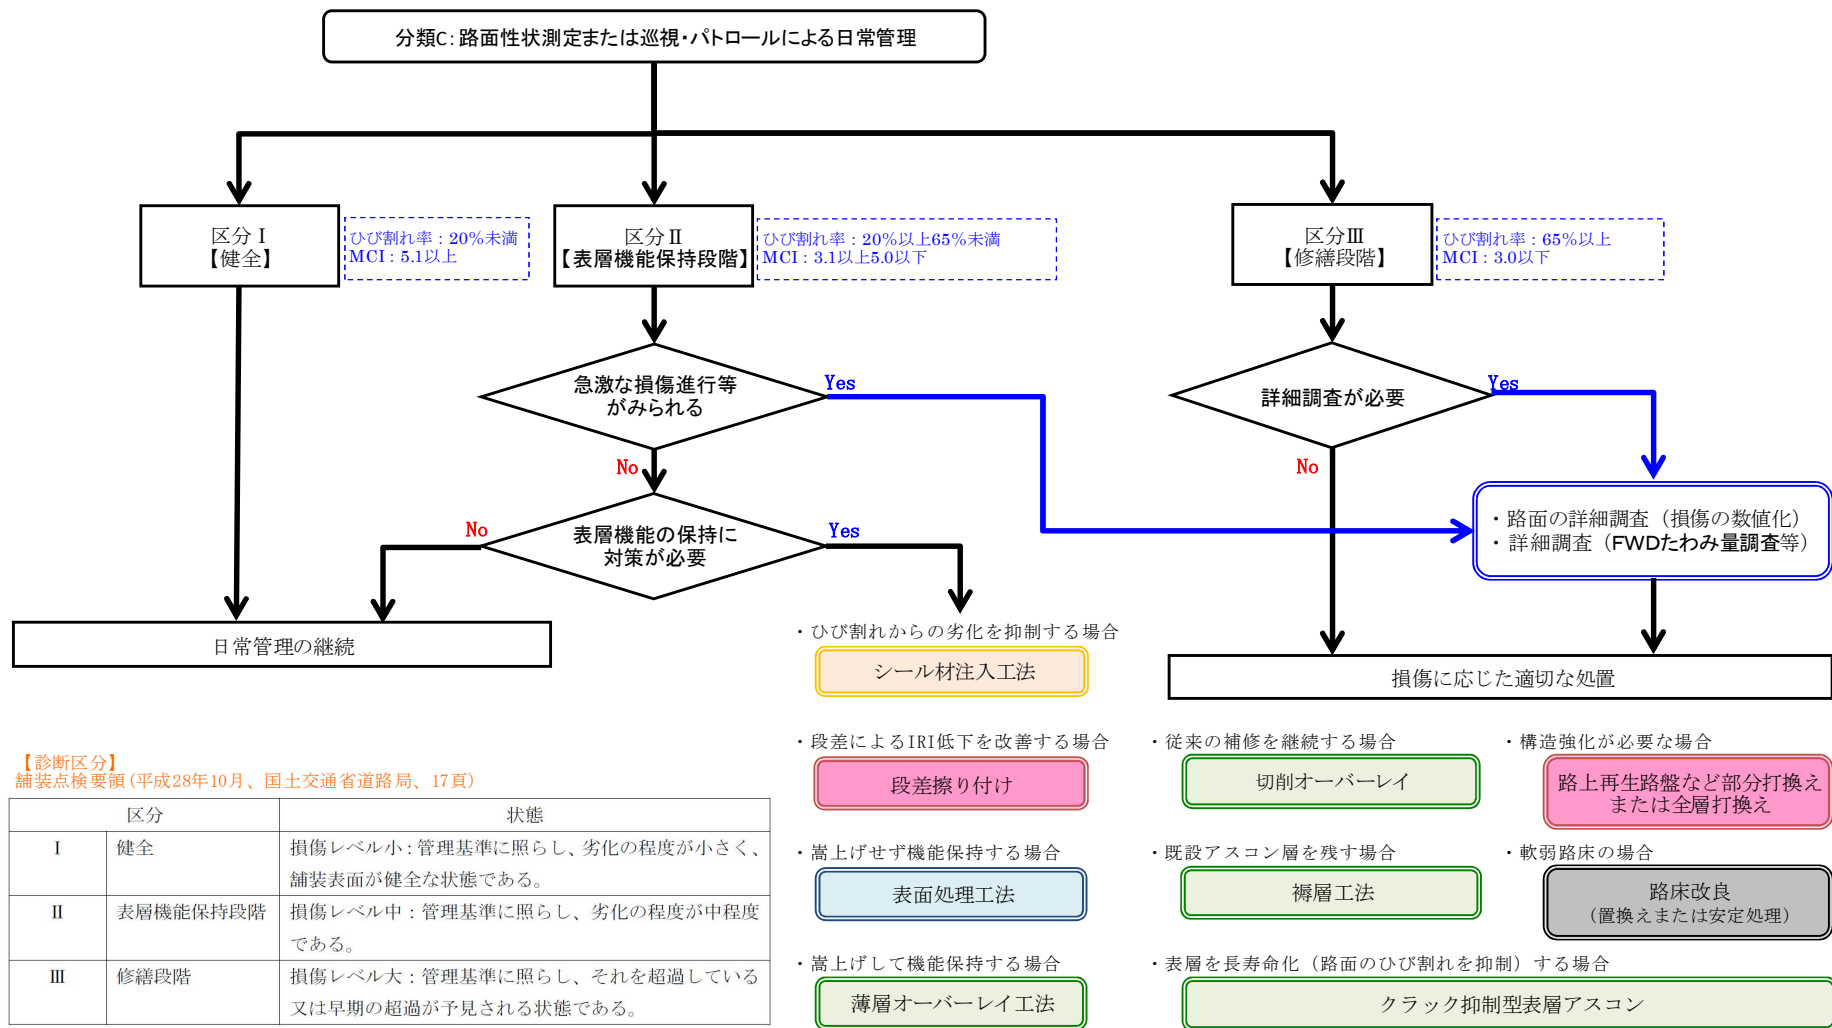 分類C：路面性状測定または巡視・パトロールによる日常管理
区分Ⅰ
【健全】
ひび割れ率：20%未満
MCI：5.1以上
区分Ⅱ
【表層機能保持段階】
ひび割れ率：20%以上65%未満
MCI：3.1以上5.0以下
区分Ⅲ
【修繕段階】
ひび割れ率：65%以上
MCI：3.0以下
急激な損傷進行等
がみられる
Yes
No
詳細調査が必要
Yes
No
表層機能の保持に
対策が必要
No
Yes
・路面の詳細調査（損傷の数値化）
・詳細調査（FWDたわみ量調査等）
日常管理の継続
損傷に応じた適切な処置
・ひび割れからの劣化を抑制する場合
シール材注入工法
・段差によるIRI低下を改善する場合
段差擦り付け
・嵩上げせず機能保持する場合
表面処理工法
・嵩上げして機能保持する場合
薄層オーバーレイ工法
・従来の補修を継続する場合
切削オーバーレイ
・構造強化が必要な場合
路上再生路盤など部分打換え
または全層打換え
・既設アスコン層を残す場合
褥層工法
・軟弱路床の場合
路床改良
（置換えまたは安定処理）
・表層を長寿命化（路面のひび割れを抑制）する場合
クラック抑制型表層アスコン
【診断区分】
舗装点検要領(平成28年10月、国土交通省道路局、17頁)
区分 状態
Ⅰ 健全 損傷レベル小：管理基準に照らし、劣化の程度が小さく、
舗装表面が健全な状態である。
Ⅱ 表層機能保持段階 損傷レベル中：管理基準に照らし、劣化の程度が中程度
である。
Ⅲ 修繕段階 損傷レベル大：管理基準に照らし、それを超過している
又は早期の超過が予見される状態である。